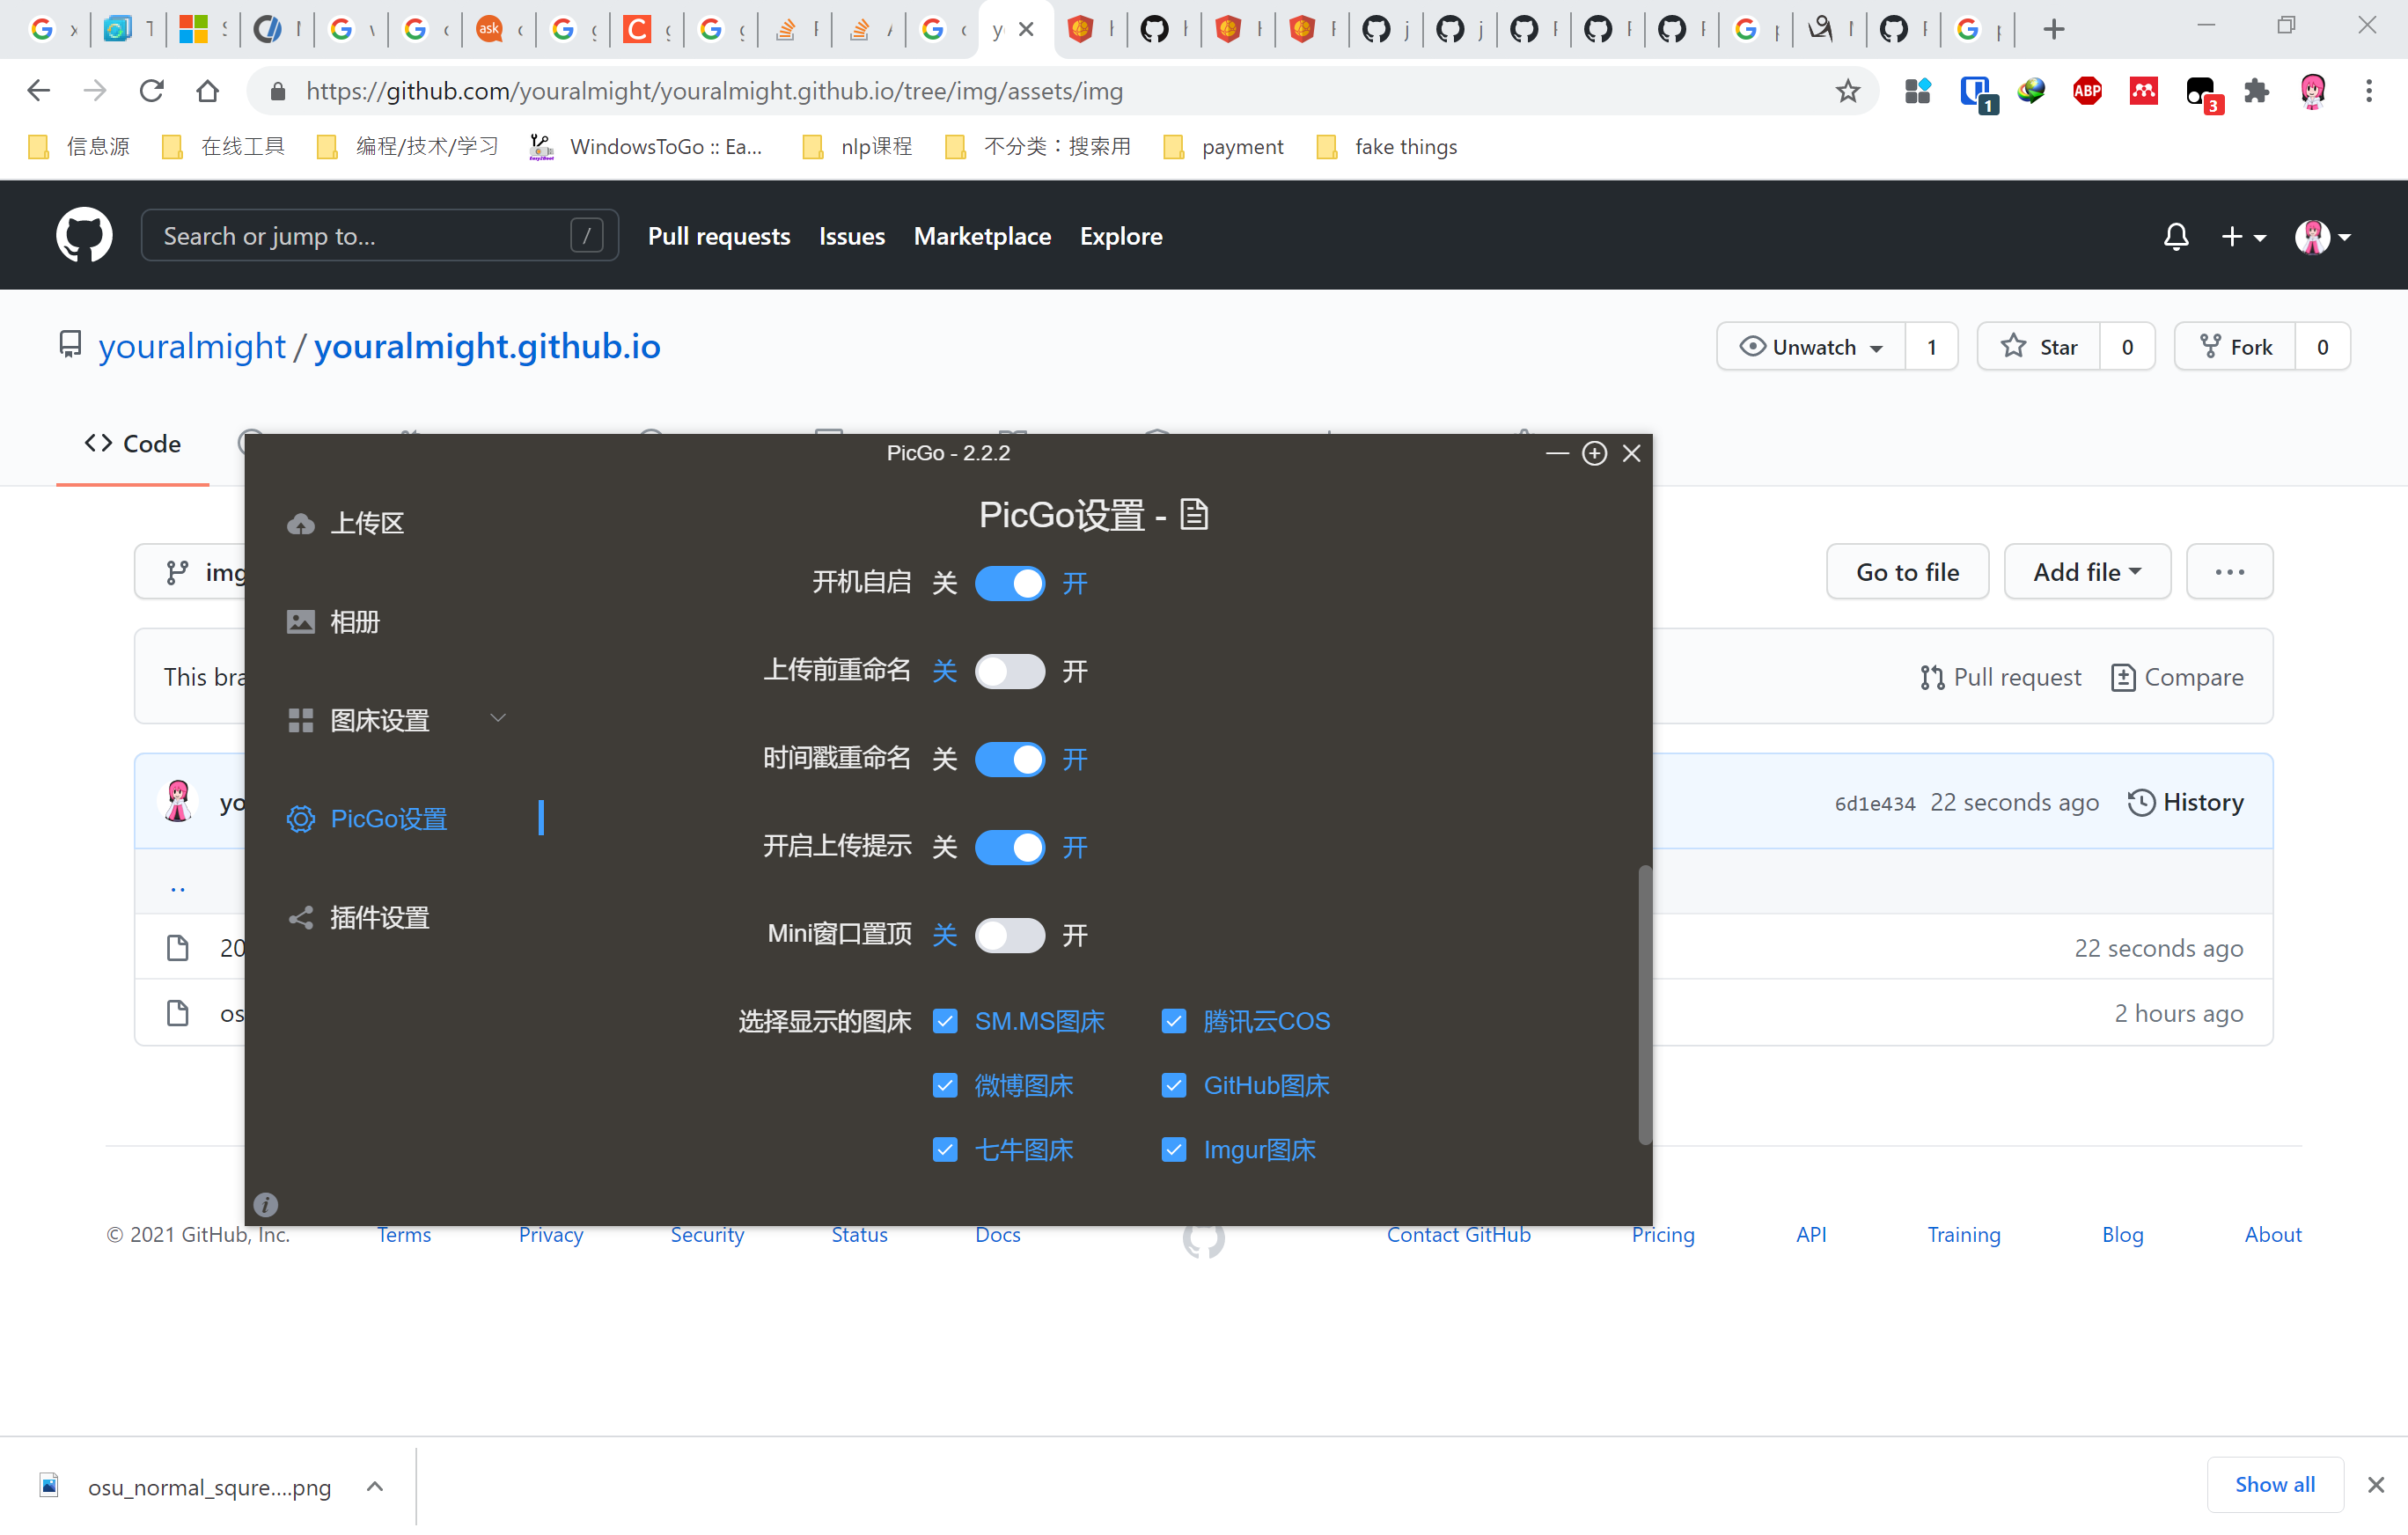 https://github.com/youralmight/youralmight.github.io/tree/img/assets/img
1
ABP
3
信息源
在线工具
编程/技术/学习
WindowsToGo :: Ea...
nlp课程
不分类：搜索用
payment
fake things
Search or jump to...
/
Pull requests
Issues
Marketplace
Explore
youralmight / youralmight.github.io
Unwatch
1
Star
0
Fork
0
Code
PicGo - 2.2.2
上传区
相册
图床设置
PicGo设置
插件设置
PicGo设置 -
开机自启 关 开
上传前重命名 关 开
时间戳重命名 关 开
开启上传提示 关 开
Mini窗口置顶 关 开
选择显示的图床 SM.MS图床 腾讯云COS
微博图床 GitHub图床
七牛图床 Imgur图床
img
Go to file
Add file
This bra
Pull request
Compare
yo
6d1e434 22 seconds ago
History
..
20
22 seconds ago
os
2 hours ago
© 2021 GitHub, Inc.
Terms
Privacy
Security
Status
Docs
Contact GitHub
Pricing
API
Training
Blog
About
osu_normal_squre....png
Show all